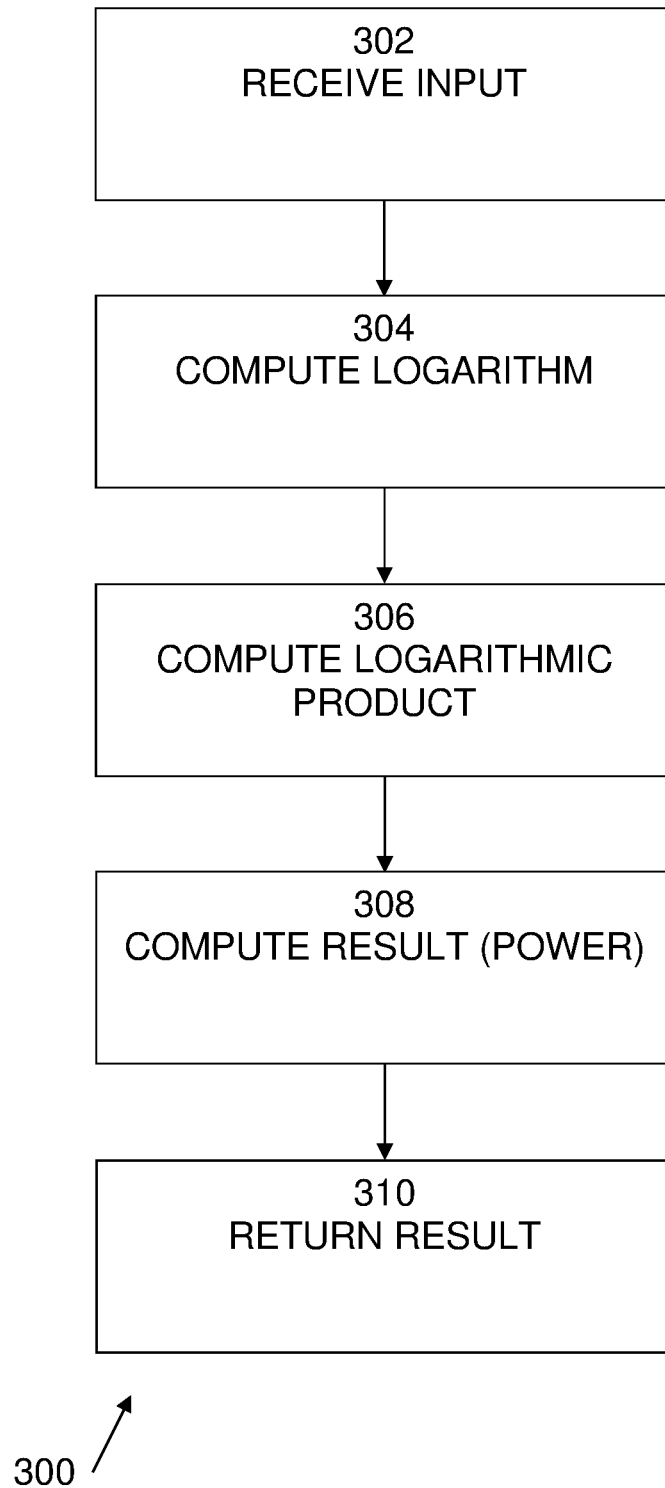 302
RECEIVE INPUT
304
COMPUTE LOGARITHM
306
COMPUTE LOGARITHMIC
PRODUCT
308
COMPUTE RESULT (POWER)
310
RETURN RESULT
300